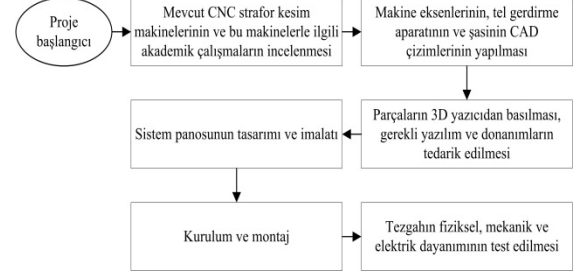 Proje
başlangıcı
Mevcut CNC strafor kesim
makinelerinin ve bu makinelerle ilgili
akademik çalışmaların incelenmesi
Makine eksenlerinin, tel gerdirme
aparatının ve şasinin CAD
çizimlerinin yapılması
Parçaların 3D yazıcıdan basılması,
gerekli yazılım ve donanımların
tedarik edilmesi
Sistem panosunun tasarımı ve imalatı
Kurulum ve montaj
Tezgahın fiziksel, mekanik ve
elektrik dayanımının test edilmesi